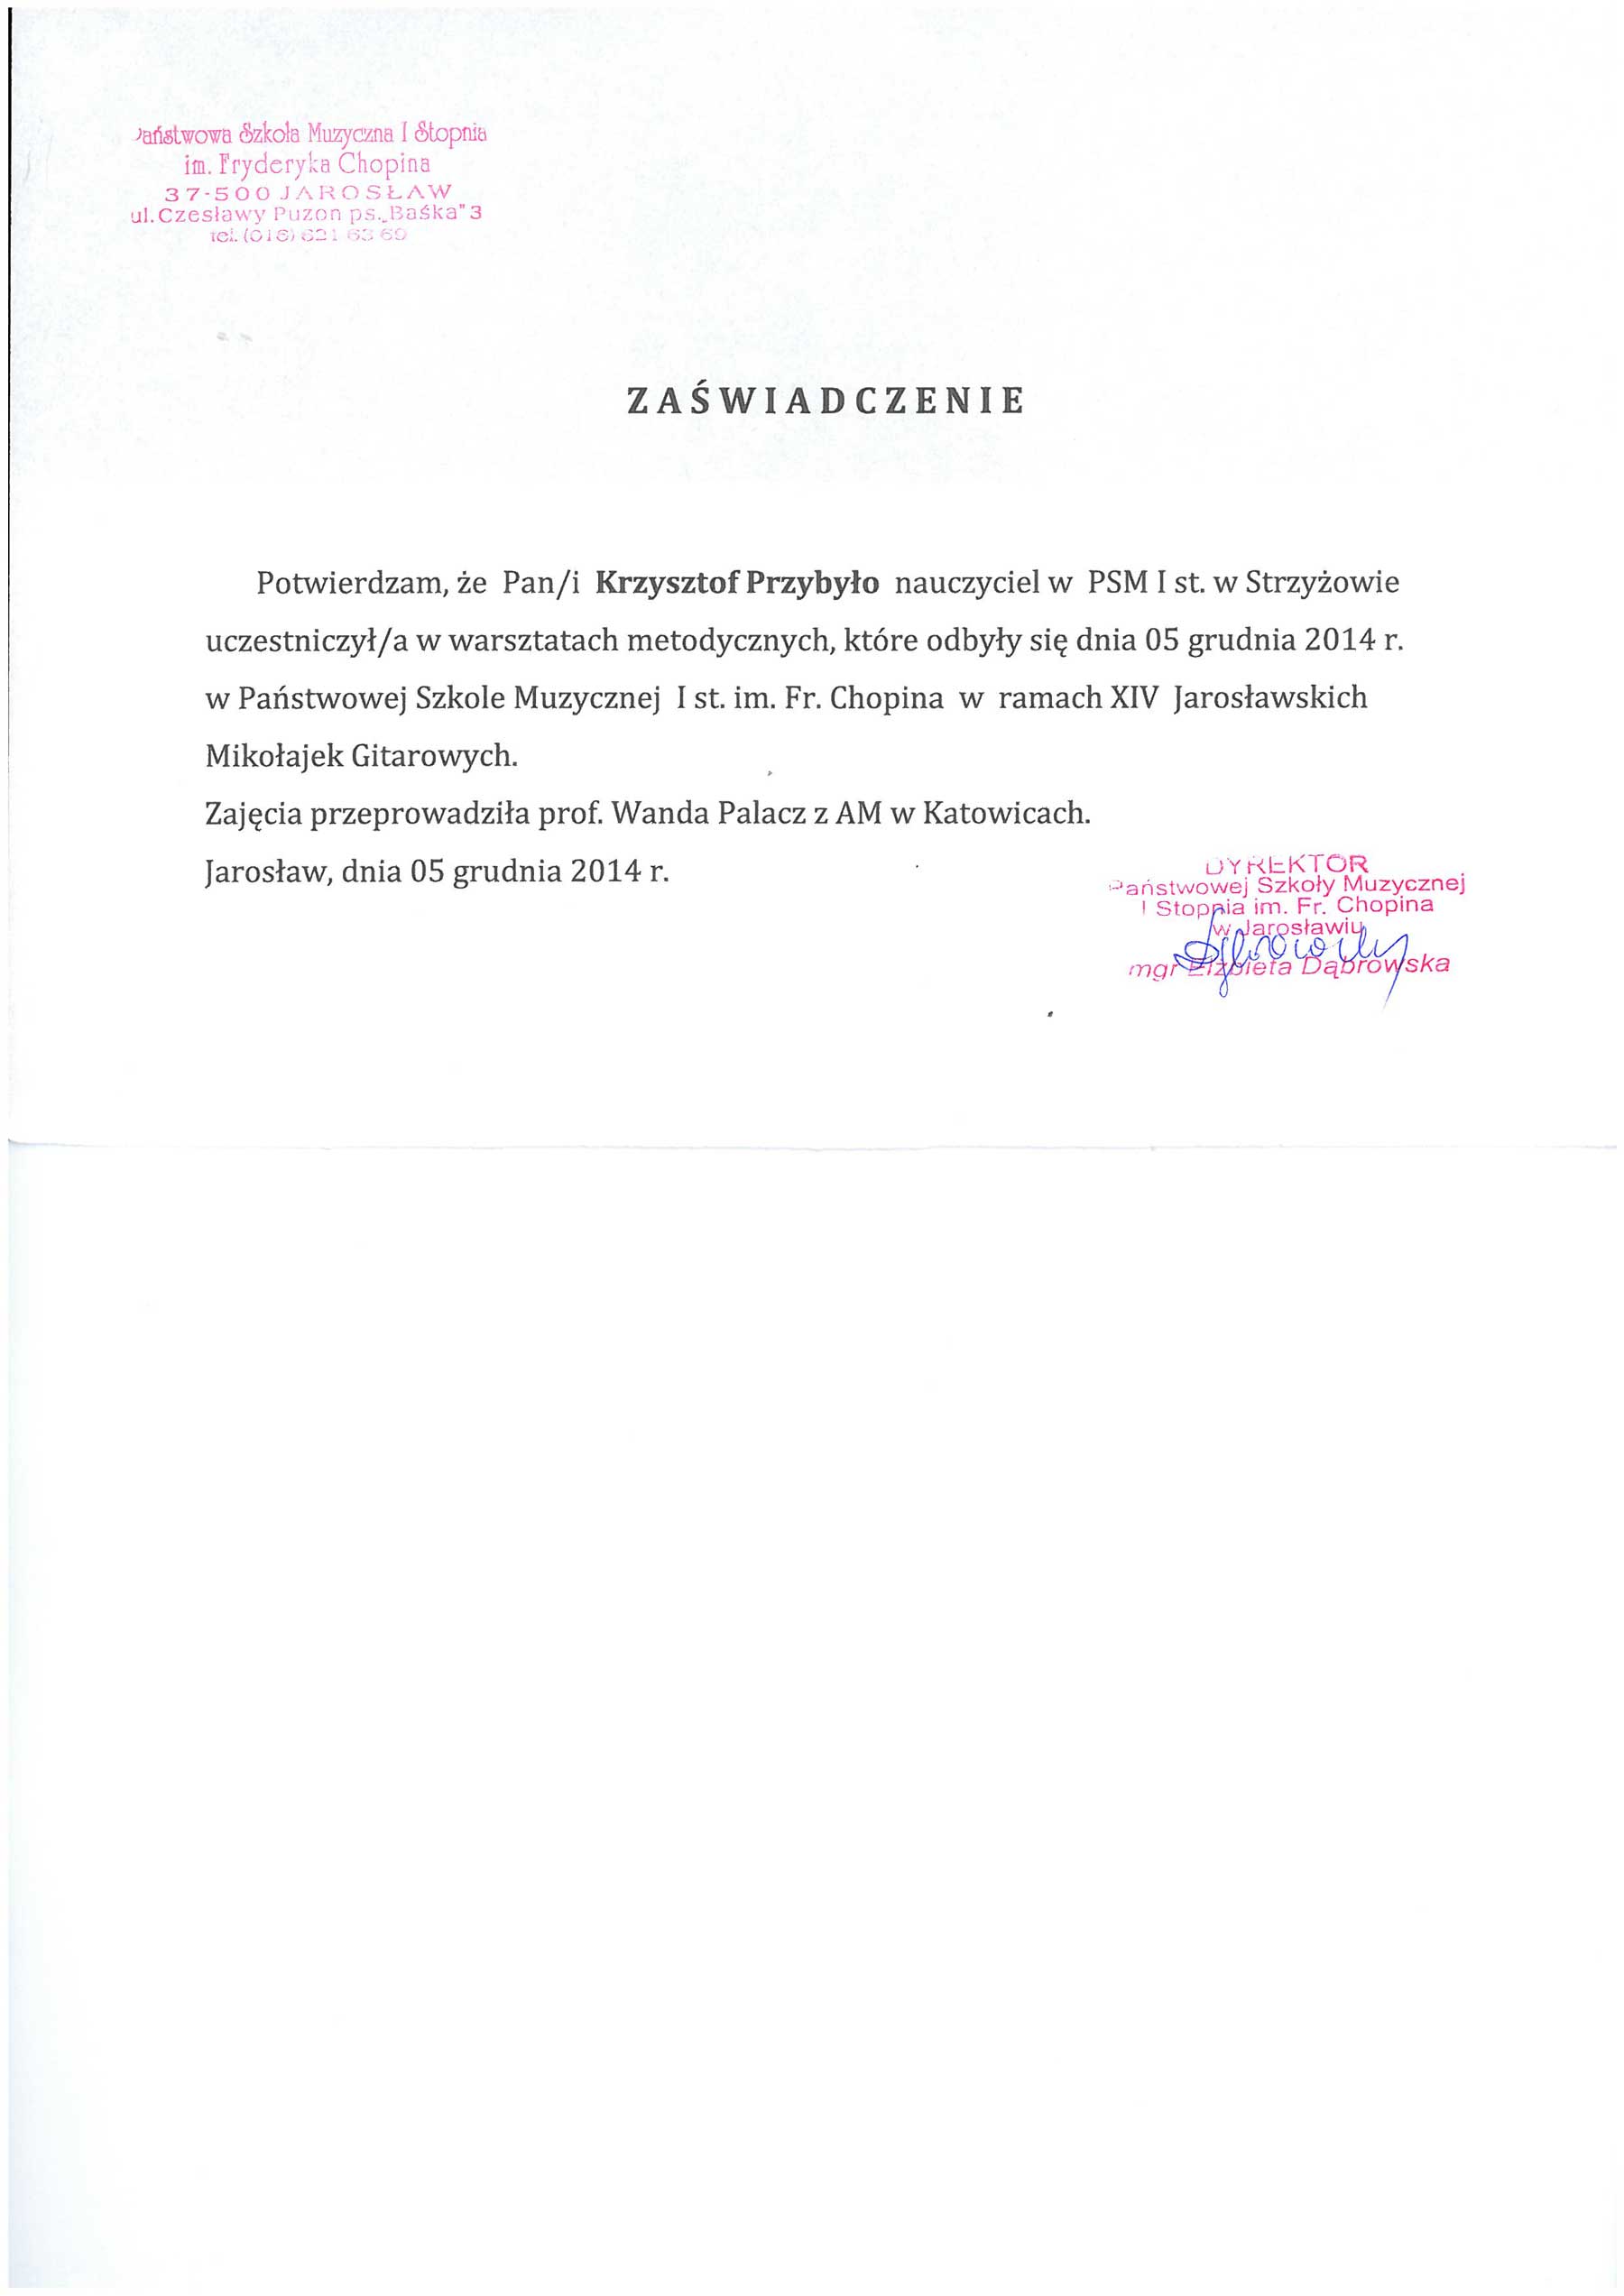 Państwowa Szkoła Muzyczna I Stopnia
im. Fryderyka Chopina
37-500 JAROSŁAW
ul. Czesławy Puzon ps. „Baśka" 3
tel. (016) 621
ZAŚWIADCZENIE
Potwierdzam, że Pan/i Krzysztof Przybyło nauczyciel w PSM I st. w Strzyżowie
uczestniczył/a w warsztatach metodycznych, które odbyły się dnia 05 grudnia 2014 r.
w Państwowej Szkole Muzycznej I st. im. Fr. Chopina w ramach XIV Jarosławskich
Mikołajek Gitarowych.
Zajęcia przeprowadziła prof. Wanda Palacz z AM w Katowicach.
Jarosław, dnia 05 grudnia 2014 r.
DYREKTOR
Państwowej Szkoły Muzycznej
I Stopnia im. Fr. Chopina
w Jarosławiu
mgr Elżbieta Dąbrowska